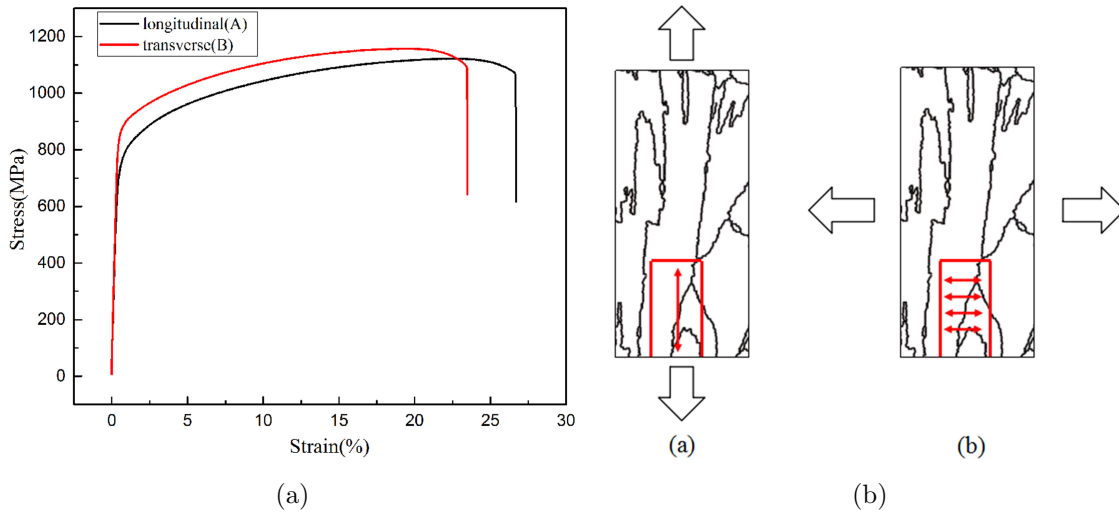 longitudinal(A)
transverse(B)
1200
1000
800
600
400
200
0
0 5 10 15 20 25 30
Stress(MPa)
Strain(%)
(a)
(a) (b)
(b)